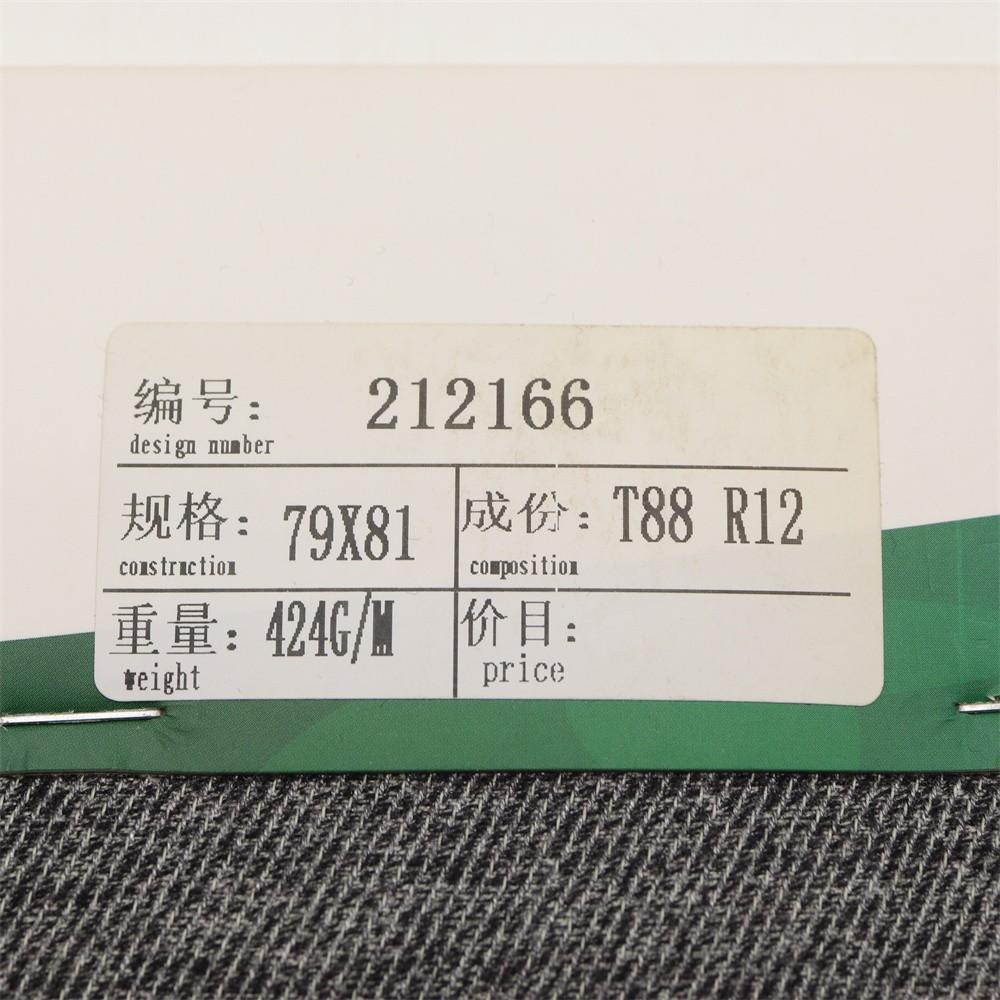 编号: 212166
design number
规格: 79X81
construction
成份: T88 R12
composition
重量: 424G/M
weight
价目:
price